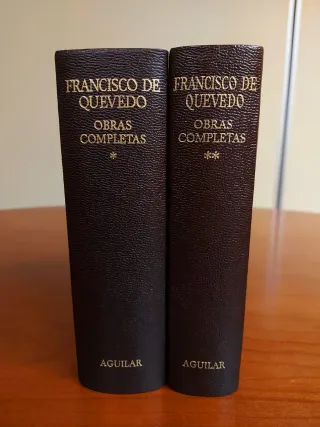 FRANCISCO DE
QUEVEDO
OBRAS
COMPLETAS
*
AGUILAR
FRANCISCO DE
QUEVEDO
OBRAS
COMPLETAS
**
AGUILAR